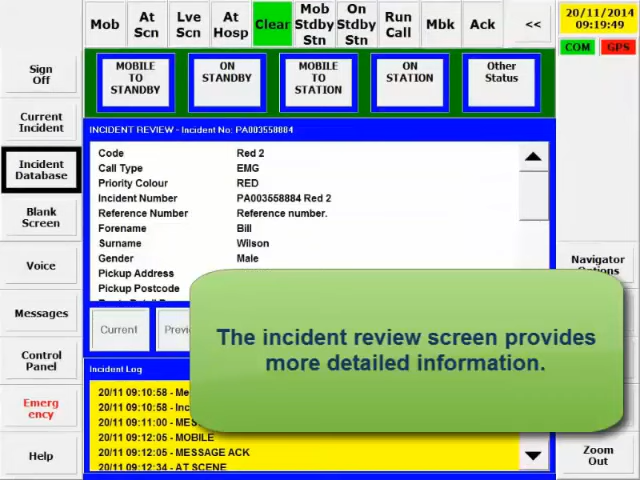 Mob
At
Scn
Lve
Scn
At
Hosp
Clear
Mob
Stdby
Stn
On
Stdby
Stn
Run
Call
Mbk
Ack
<<
20/11/2014
09:19:49
COM
GPS
Sign
Off
Current
Incident
Incident
Database
Blank
Screen
Voice
Messages
Control
Panel
Emerg
ency
Help
MOBILE
TO
STANDBY
ON
STANDBY
MOBILE
TO
STATION
ON
STATION
Other
Status
INCIDENT REVIEW - Incident No: PA003558884
Code Red 2
Call Type EMG
Priority Colour RED
Incident Number PA003558884 Red 2
Reference Number Reference number.
Forename Bill
Surname Wilson
Gender Male
Pickup Address
Pickup Postcode
Current
Previ
The incident review screen provides
more detailed information.
Incident Log
20/11 09:10:58 - Me
20/11 09:10:58 - Inc
20/11 09:11:00 - MES
20/11 09:12:05 - MOBILE
20/11 09:12:05 - MESSAGE ACK
20/11 09:12:34 - AT SCENE
Navigator
Options
Zoom
Out